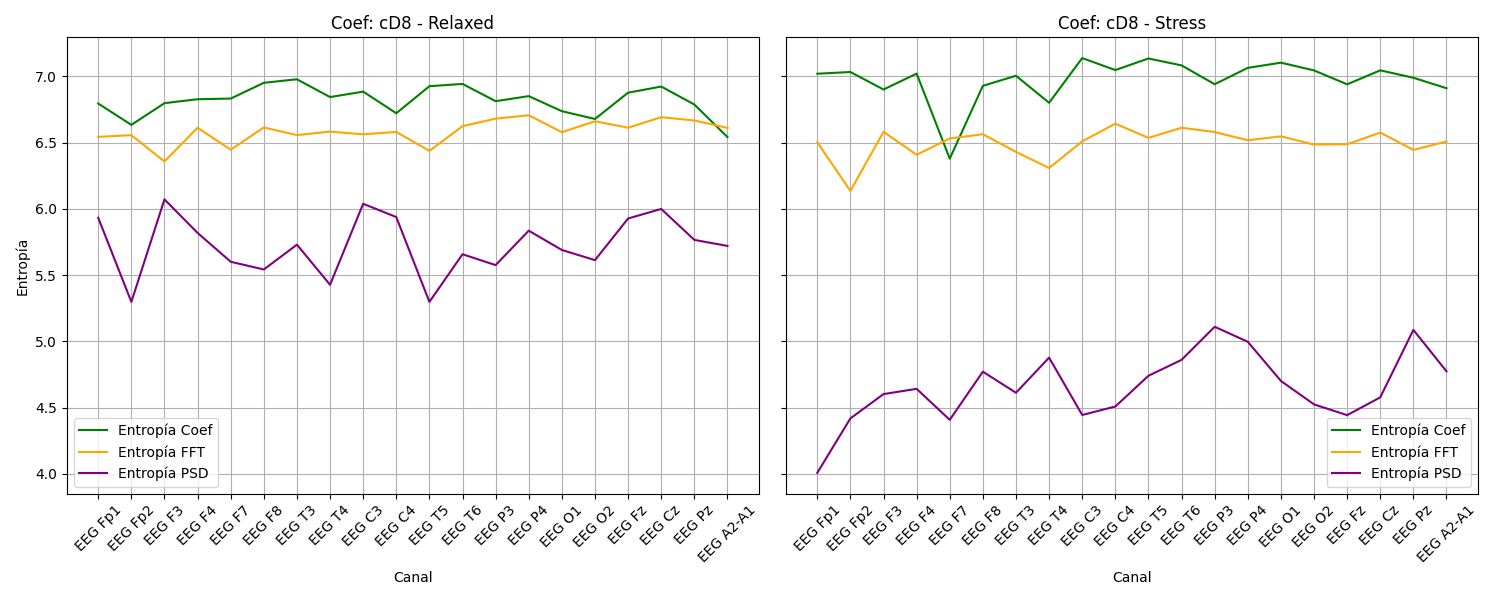 Coef: cD8 - Relaxed
Entropía
7.0
6.5
6.0
5.5
5.0
4.5
4.0
Entropía Coef
Entropía FFT
Entropía PSD
EEG Fp1
EEG Fp2
EEG F3
EEG F4
EEG F7
EEG F8
EEG T3
EEG T4
EEG C3
EEG C4
EEG T5
EEG T6
EEG P3
EEG P4
EEG O1
EEG O2
EEG Fz
EEG Cz
EEG Pz
EEG A2-A1
Canal
Coef: cD8 - Stress
Entropía Coef
Entropía FFT
Entropía PSD
EEG Fp1
EEG Fp2
EEG F3
EEG F4
EEG F7
EEG F8
EEG T3
EEG T4
EEG C3
EEG C4
EEG T5
EEG T6
EEG P3
EEG P4
EEG O1
EEG O2
EEG Fz
EEG Cz
EEG Pz
EEG A2-A1
Canal